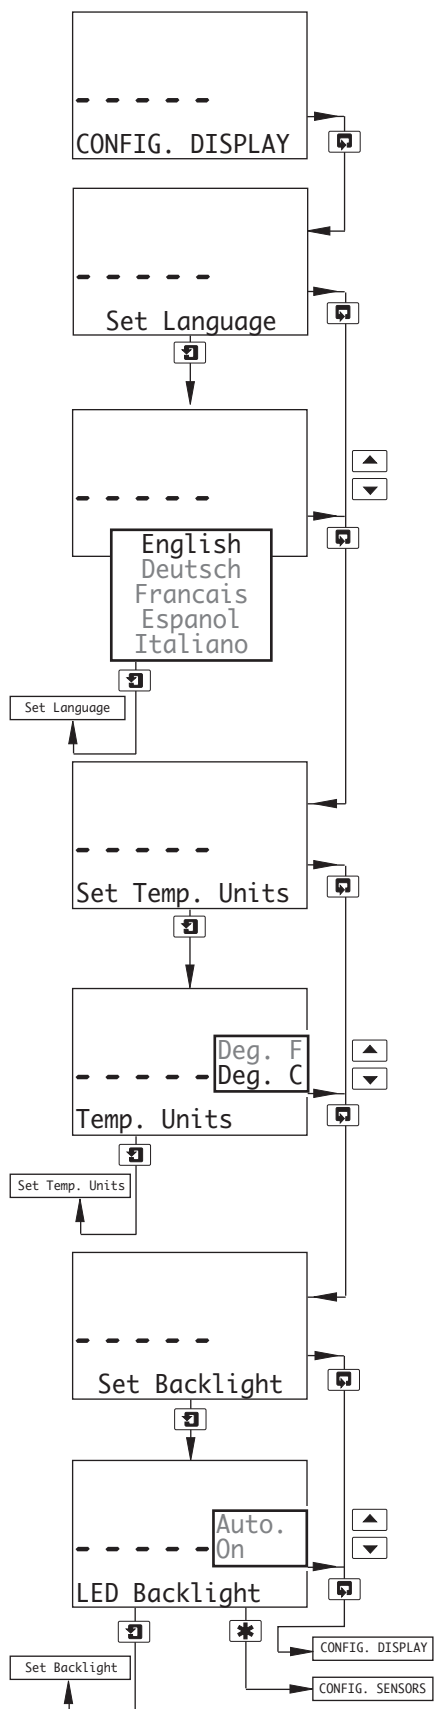 CONFIG. DISPLAY
Set Language
English
Deutsch
Francais
Espanol
Italiano
Set Language
Set Temp. Units
Deg. F
Deg. C
Temp. Units
Set Temp. Units
Set Backlight
Auto.
On
LED Backlight
CONFIG. DISPLAY
Set Backlight
CONFIG. SENSORS